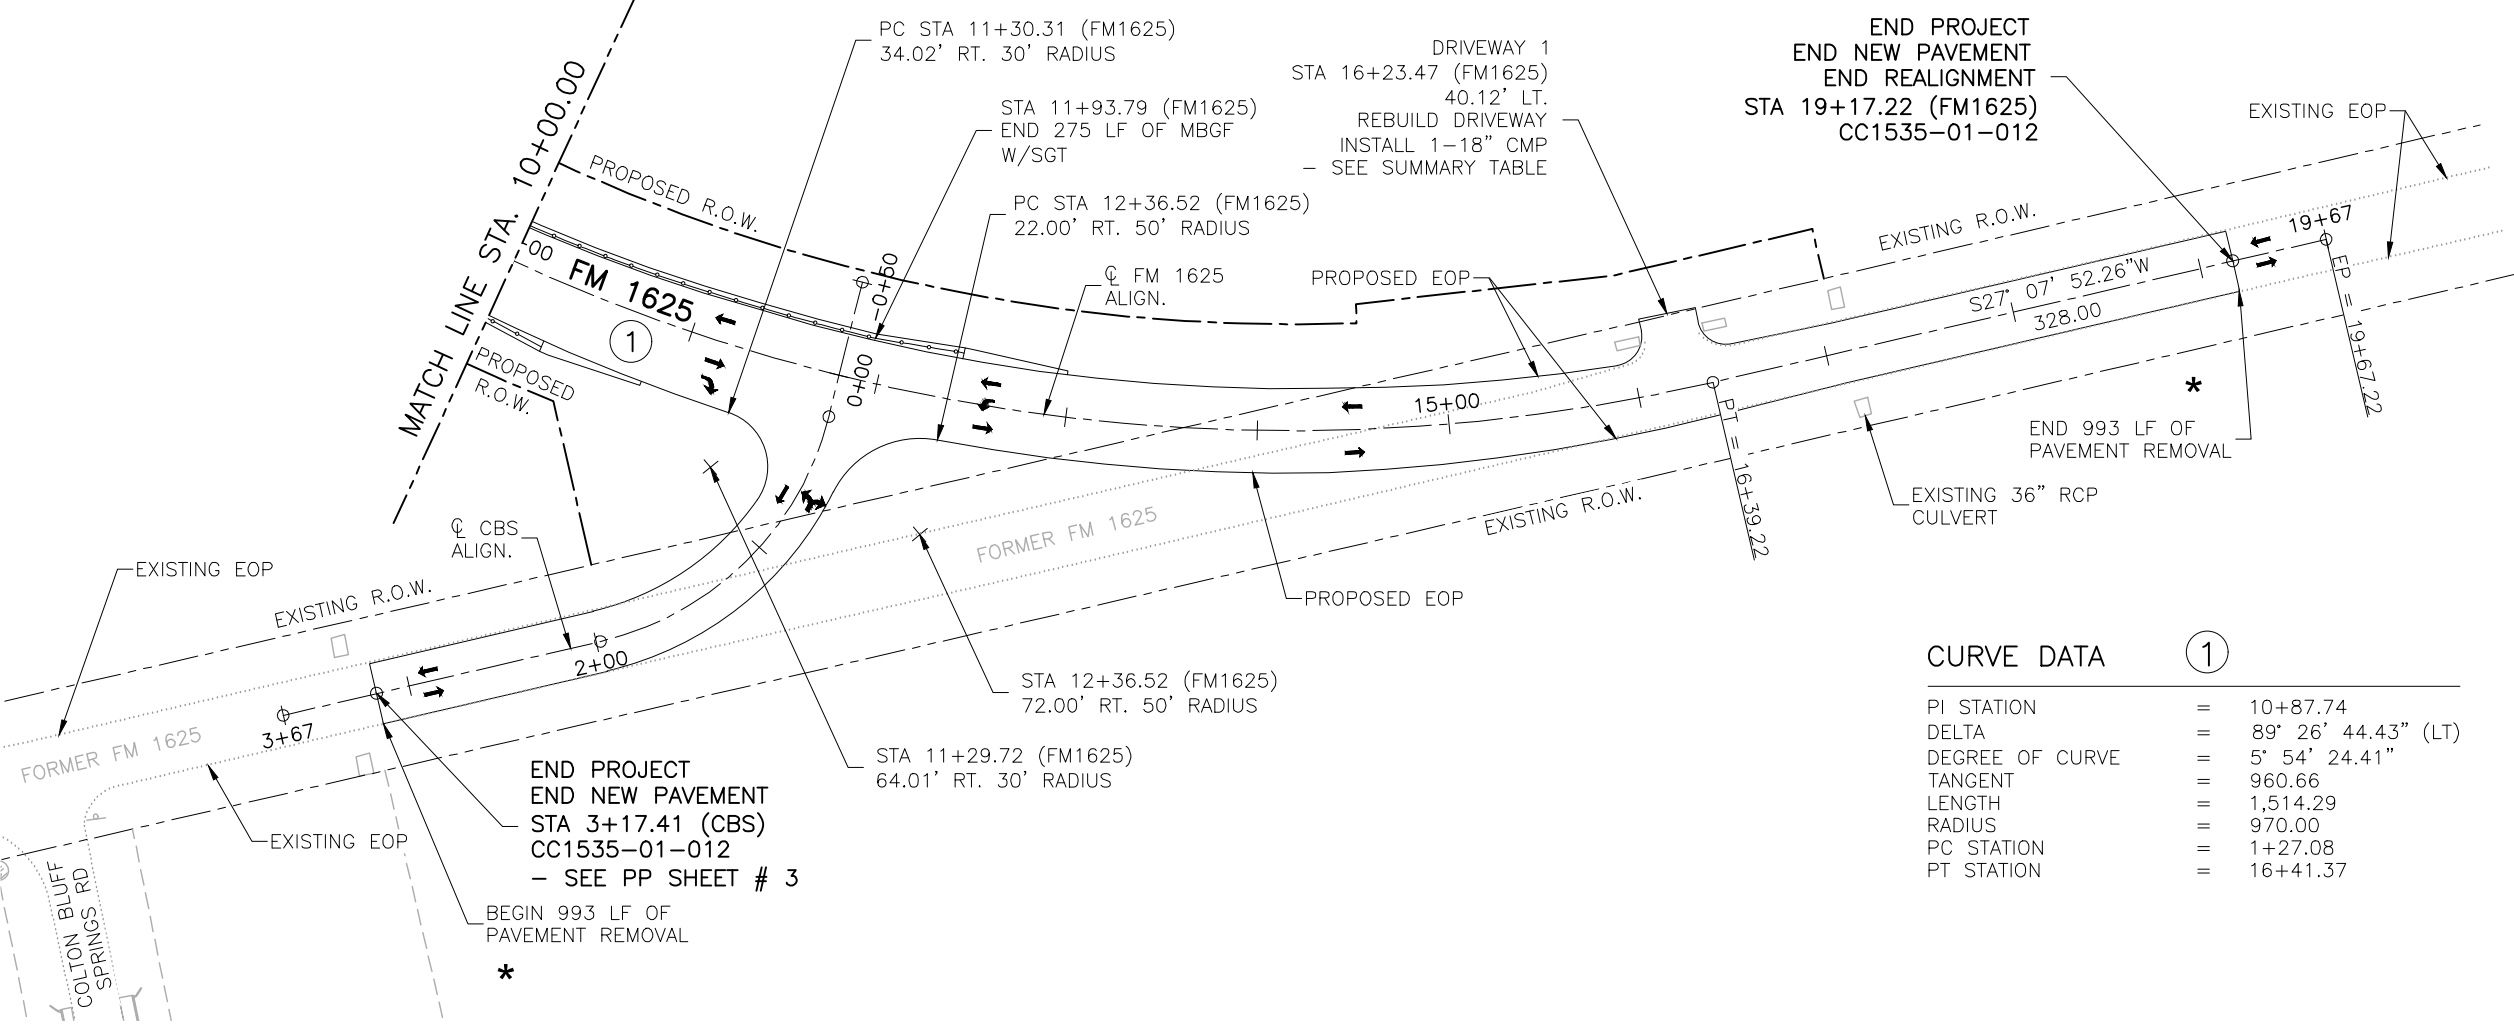 MATCH LINE STA. 10+00.00
PC STA 11+30.31 (FM1625)
34.02' RT. 30' RADIUS
STA 11+93.79 (FM1625)
END 275 LF OF MBGF
W/SGT
PC STA 12+36.52 (FM1625)
22.00' RT. 50' RADIUS
℄ FM 1625
ALIGN.
DRIVEWAY 1
STA 16+23.47 (FM1625)
40.12' LT.
REBUILD DRIVEWAY
INSTALL 1-18" CMP
- SEE SUMMARY TABLE
END PROJECT
END NEW PAVEMENT
END REALIGNMENT
STA 19+17.22 (FM1625)
CC1535-01-012
EXISTING EOP
PROPOSED R.O.W.
-00
FM 1625
1
PROPOSED
R.O.W.
-0+50
0+00
PROPOSED EOP
EXISTING R.O.W.
19+67
S27° 07' 52.26"W
328.00
EP = 19+67.22
15+00
PT = 16+39.22
*
END 993 LF OF
PAVEMENT REMOVAL
EXISTING 36" RCP
CULVERT
EXISTING R.O.W.
FORMER FM 1625
PROPOSED EOP
℄ CBS
ALIGN.
EXISTING EOP
EXISTING R.O.W.
2+00
3+67
FORMER FM 1625
EXISTING EOP
P
COLTON BLUFF
SPRINGS RD
STA 12+36.52 (FM1625)
72.00' RT. 50' RADIUS
STA 11+29.72 (FM1625)
64.01' RT. 30' RADIUS
END PROJECT
END NEW PAVEMENT
STA 3+17.41 (CBS)
CC1535-01-012
- SEE PP SHEET # 3
BEGIN 993 LF OF
PAVEMENT REMOVAL
*
CURVE DATA 1
PI STATION = 10+87.74
DELTA = 89° 26' 44.43" (LT)
DEGREE OF CURVE = 5° 54' 24.41"
TANGENT = 960.66
LENGTH = 1,514.29
RADIUS = 970.00
PC STATION = 1+27.08
PT STATION = 16+41.37